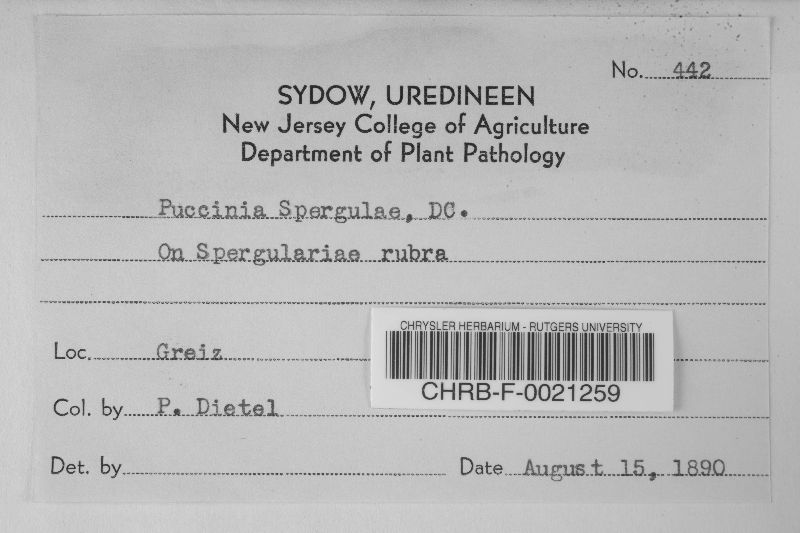 No. 442
SYDOW, UREDINEEN
New Jersey College of Agriculture
Department of Plant Pathology
Puccinia Spergulae, DC.
On Spergulariae rubra
Loc. Greiz
CHRYSLER HERBARIUM - RUTGERS UNIVERSITY
CHRB-F-0021259
Col. by P. Dietel
Det. by
Date August 15, 1890